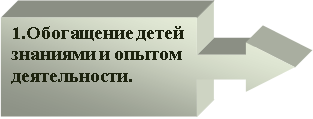 1.Обогащение детей
знаниями и опытом
деятельности.